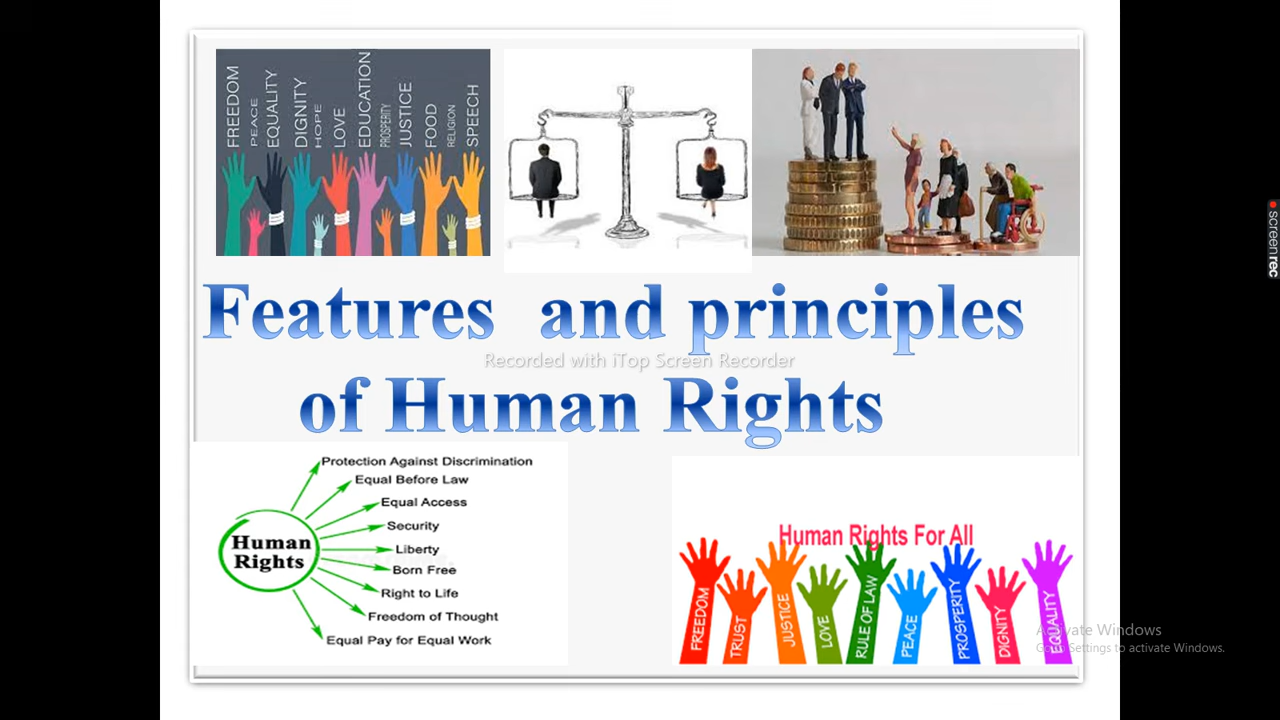 FREEDOM
PEACE
EQUALITY
DIGNITY
HOPE
LOVE
EDUCATION
PROSPERITY
JUSTICE
FOOD
RELIGION
SPEECH
Features and principles
Recorded with iTop Screen Recorder
of Human Rights
Human
Rights
Protection Against Discrimination
Equal Before Law
Equal Access
Security
Liberty
Born Free
Right to Life
Freedom of Thought
Equal Pay for Equal Work
Human Rights For All
FREEDOM
TRUST
JUSTICE
LOVE
RULE OF LAW
PEACE
PROSPERITY
DIGNITY
EQUALITY
Activate Windows
Go to Settings to activate Windows.
screenrec